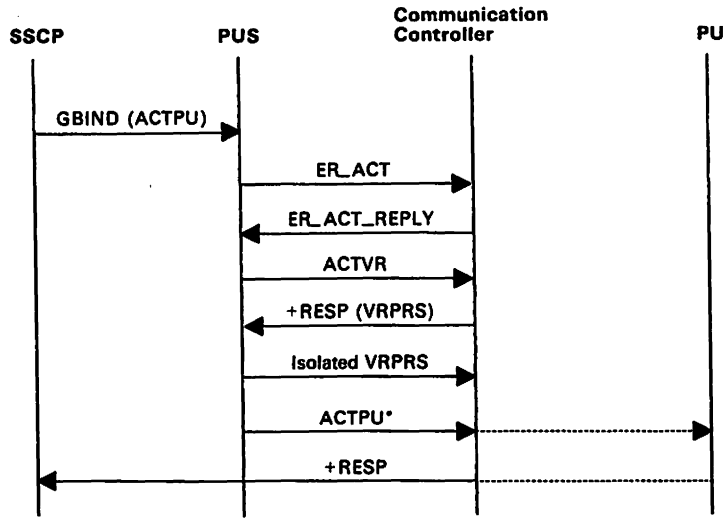 SSCP
PUS
Communication
Controller
PU
GBIND (ACTPU)
ER_ACT
ER_ACT_REPLY
ACTVR
+RESP (VRPRS)
Isolated VRPRS
ACTPU*
+RESP